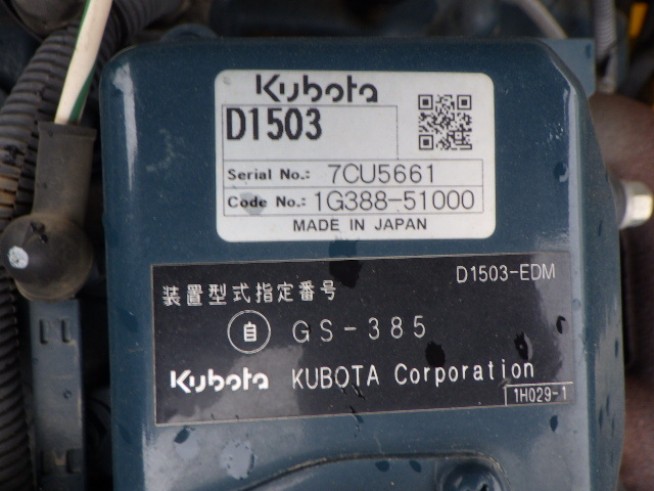 Kubota
D1503
Serial No.: 7CU5661
Code No.: 1G388-51000
MADE IN JAPAN
D1503-EDM
装置型式指定番号
自 GS-385
Kubota KUBOTA Corporation
1H029-1